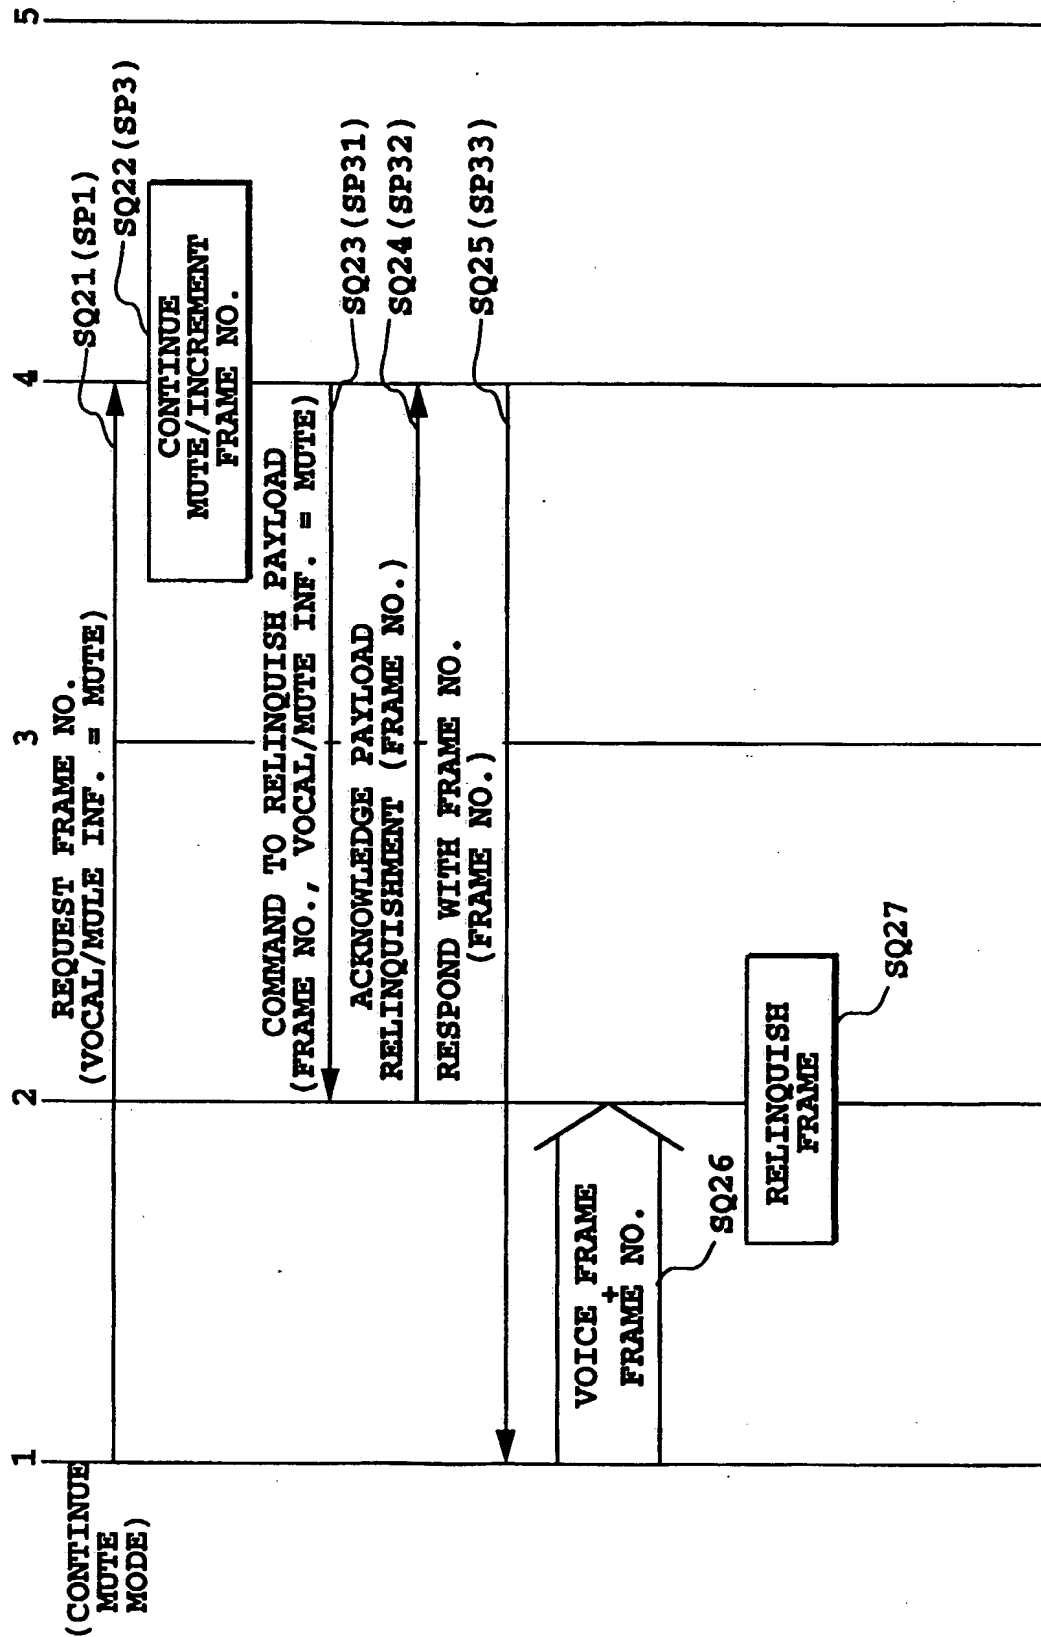 (CONTINUE
MUTE
MODE)
1
2
3
4
5
REQUEST FRAME NO.
(VOCAL/MULE INF. = MUTE)
SQ21(SP1)
CONTINUE
MUTE/INCREMENT
FRAME NO.
SQ22(SP3)
COMMAND TO RELINQUISH PAYLOAD
(FRAME NO., VOCAL/MUTE INF. = MUTE)
SQ23(SP31)
ACKNOWLEDGE PAYLOAD
RELINQUISHMENT (FRAME NO.)
SQ24(SP32)
RESPOND WITH FRAME NO.
(FRAME NO.)
SQ25(SP33)
VOICE FRAME
+
FRAME NO.
SQ26
RELINQUISH
FRAME
SQ27